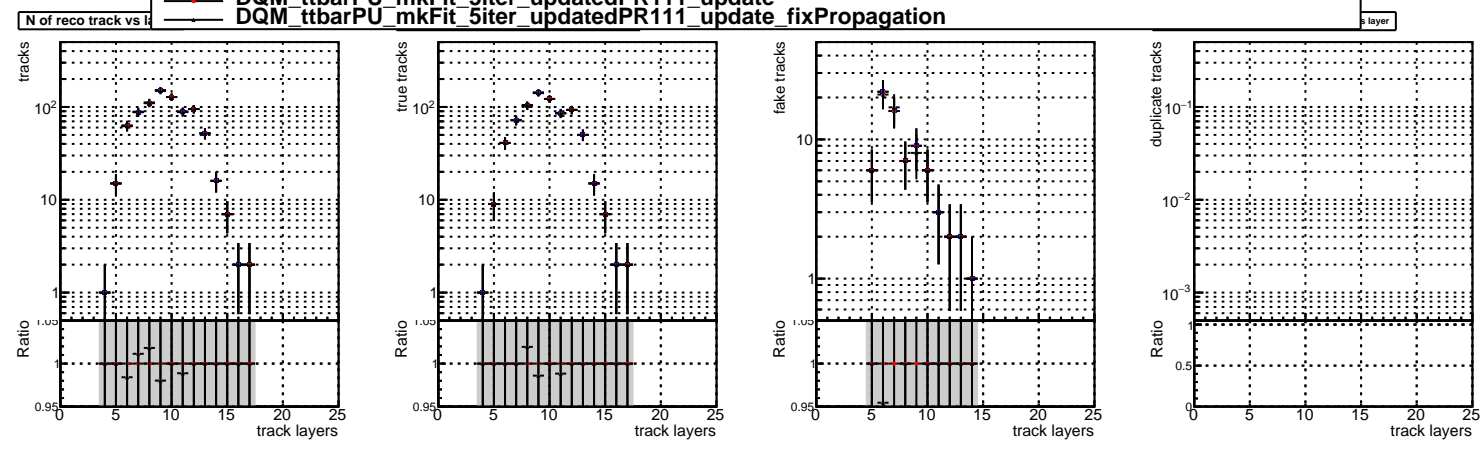 DQM_ttbarPU_mkFit_5iter_updatedPR111_update
DQM_ttbarPU_mkFit_5iter_updatedPR111_update_fixPropagation
N of reco track vs
s layer
tracks
10²
10
1
Ratio
1.05
1
0.95
0 5 10 15 20 25
track layers
true tracks
10²
10
1
Ratio
1.05
1
0.95
0 5 10 15 20 25
track layers
fake tracks
10
1
Ratio
1.05
1
0.95
0 5 10 15 20 25
track layers
duplicate tracks
10⁻¹
10⁻²
10⁻³
Ratio
1
0.5
0
0 5 10 15 20 25
track layers